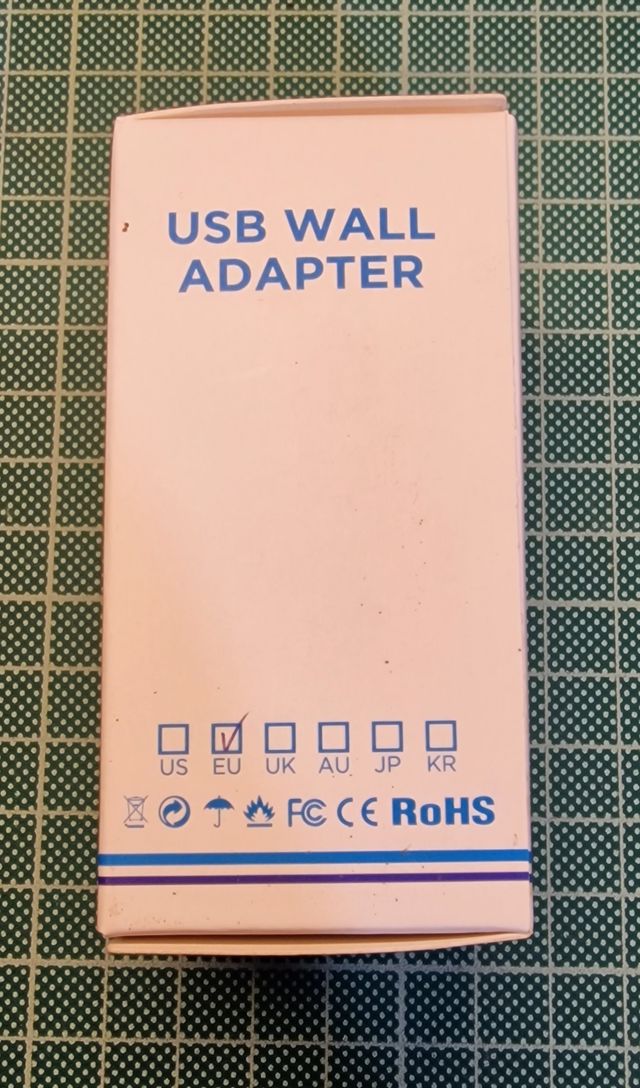 USB WALL
ADAPTER
US EU UK AU JP KR
FC CE RoHS